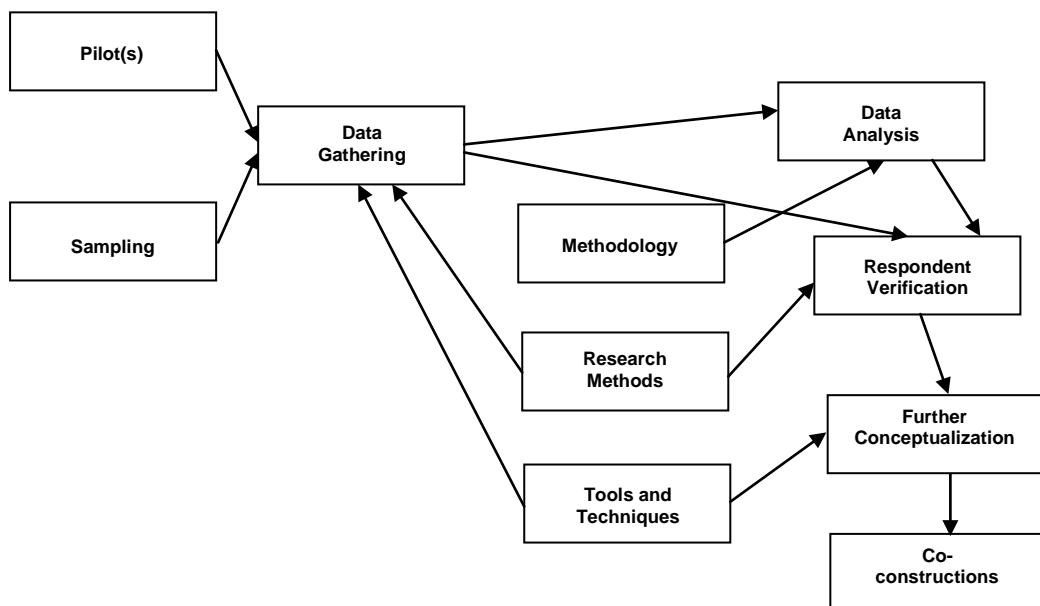 Pilot(s)
Data
Gathering
Data
Analysis
Sampling
Methodology
Respondent
Verification
Research
Methods
Further
Conceptualization
Tools and
Techniques
Co-
constructions